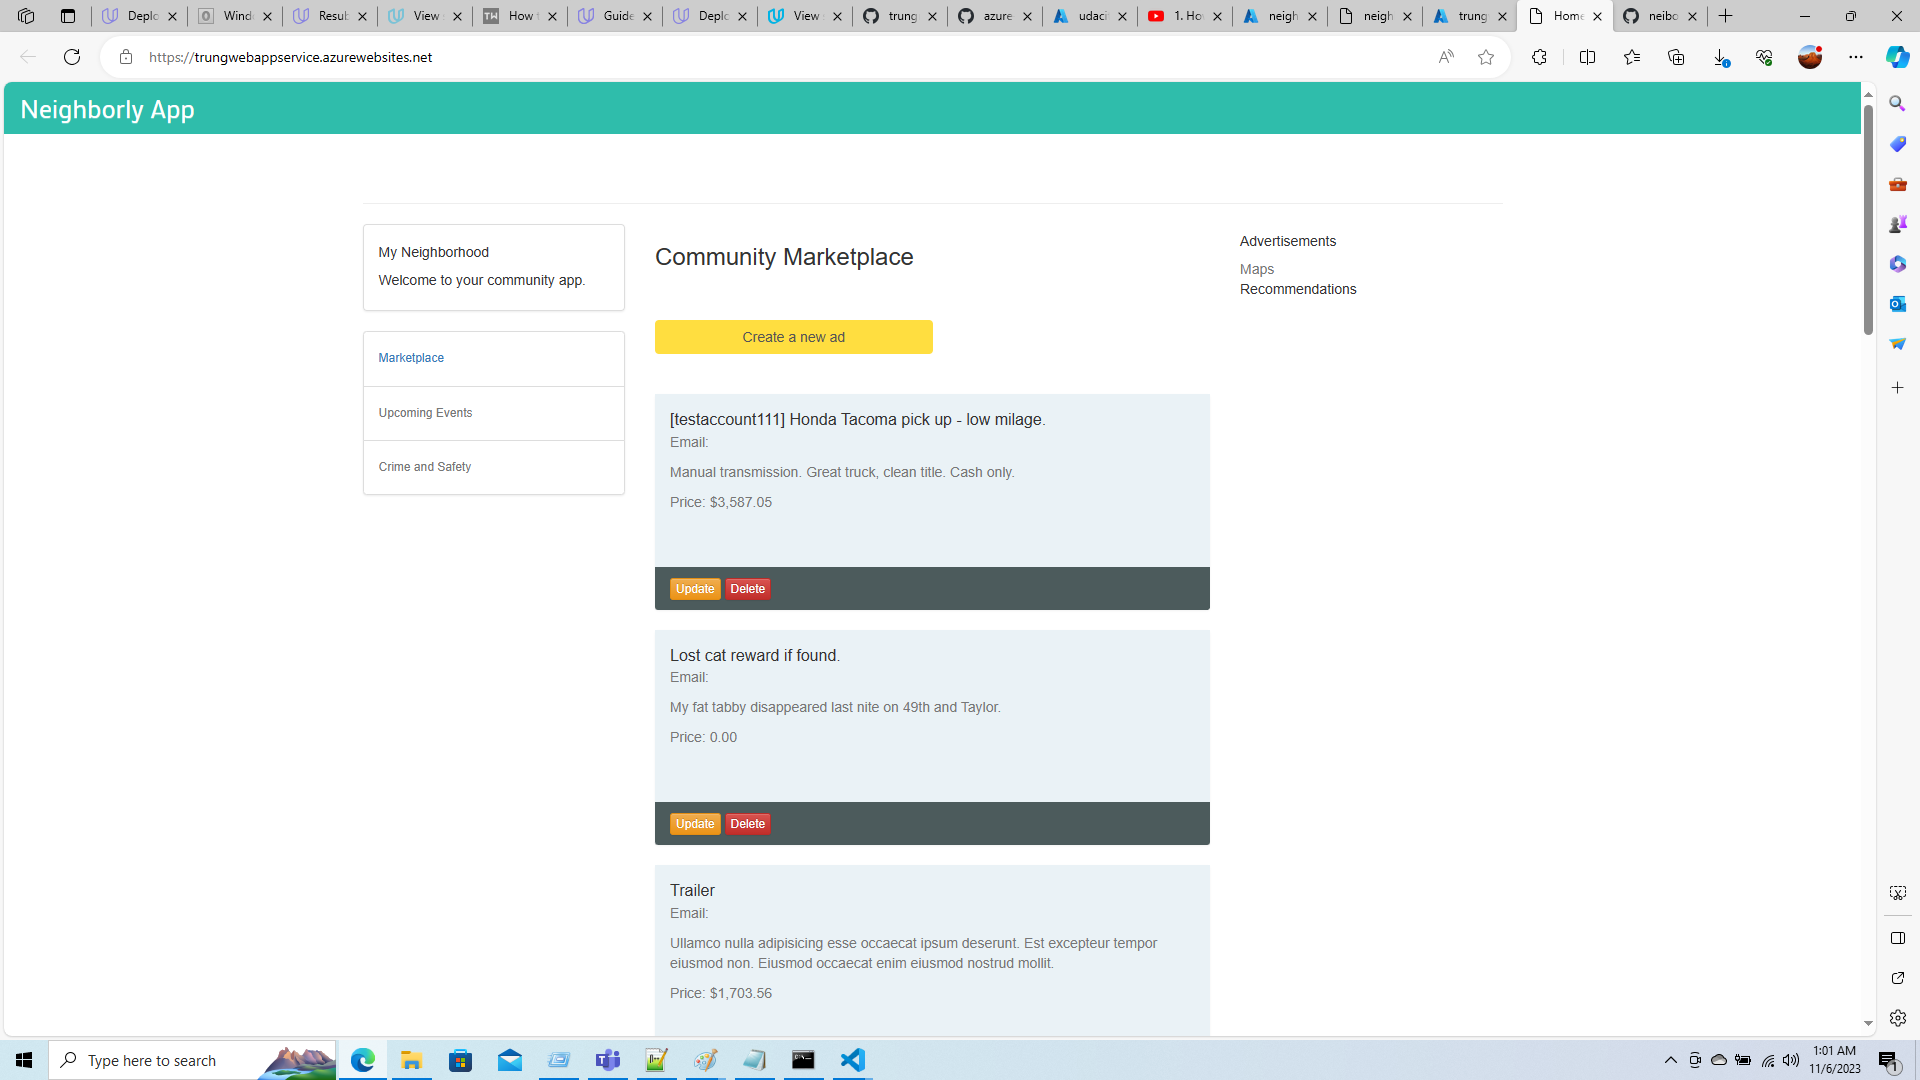 Deplo
Wind
Resub
View
How
Guide
Deplo
View
trung
azure
udaci
1. Ho
neigh
neigh
trung
Home
neibo
https://trungwebappservice.azurewebsites.net
Neighborly App
My Neighborhood
Welcome to your community app.
Marketplace
Upcoming Events
Crime and Safety
Community Marketplace
Create a new ad
[testaccount111] Honda Tacoma pick up - low milage.
Email:
Manual transmission. Great truck, clean title. Cash only.
Price: $3,587.05
Update Delete
Lost cat reward if found.
Email:
My fat tabby disappeared last nite on 49th and Taylor.
Price: 0.00
Update Delete
Trailer
Email:
Ullamco nulla adipisicing esse occaecat ipsum deserunt. Est excepteur tempor
eiusmod non. Eiusmod occaecat enim eiusmod nostrud mollit.
Price: $1,703.56
Advertisements
Maps
Recommendations
Type here to search
1:01 AM
11/6/2023
1